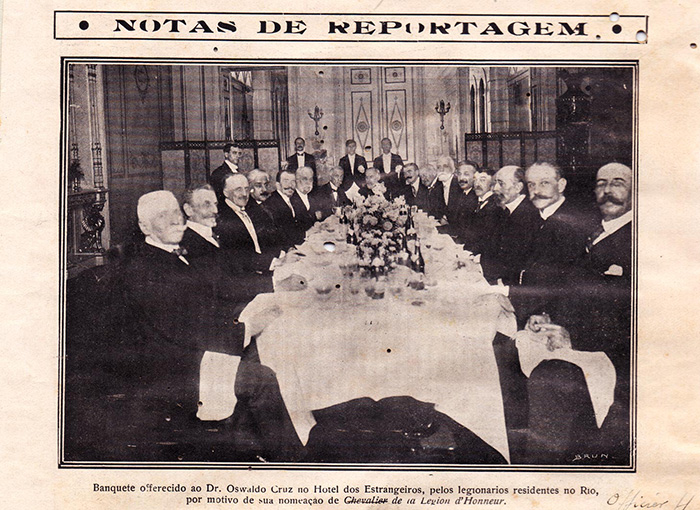 • NOTAS DE REPORTAGEM •
BRUN
Banquete offerecido ao Dr. Oswaldo Cruz no Hotel dos Estrangeiros, pelos legionarios residentes no Rio,
por motivo de sua nomeação de Chevalier de la Legion d'Honneur.
Officier